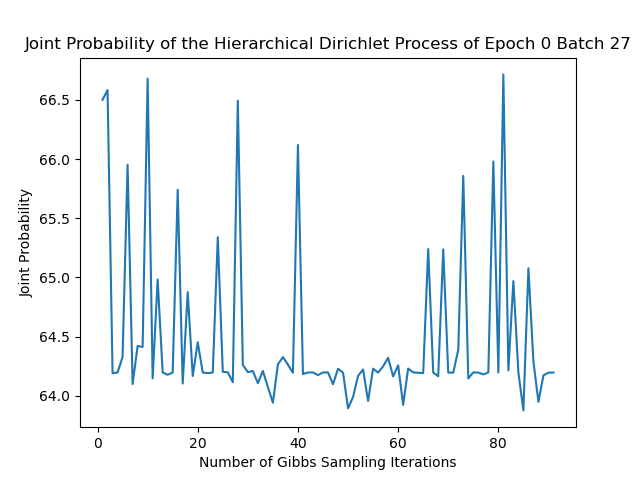 Joint Probability of the Hierarchical Dirichlet Process of Epoch 0 Batch 27
66.5
66.0
65.5
65.0
64.5
64.0
Joint Probability
0 20 40 60 80
Number of Gibbs Sampling Iterations